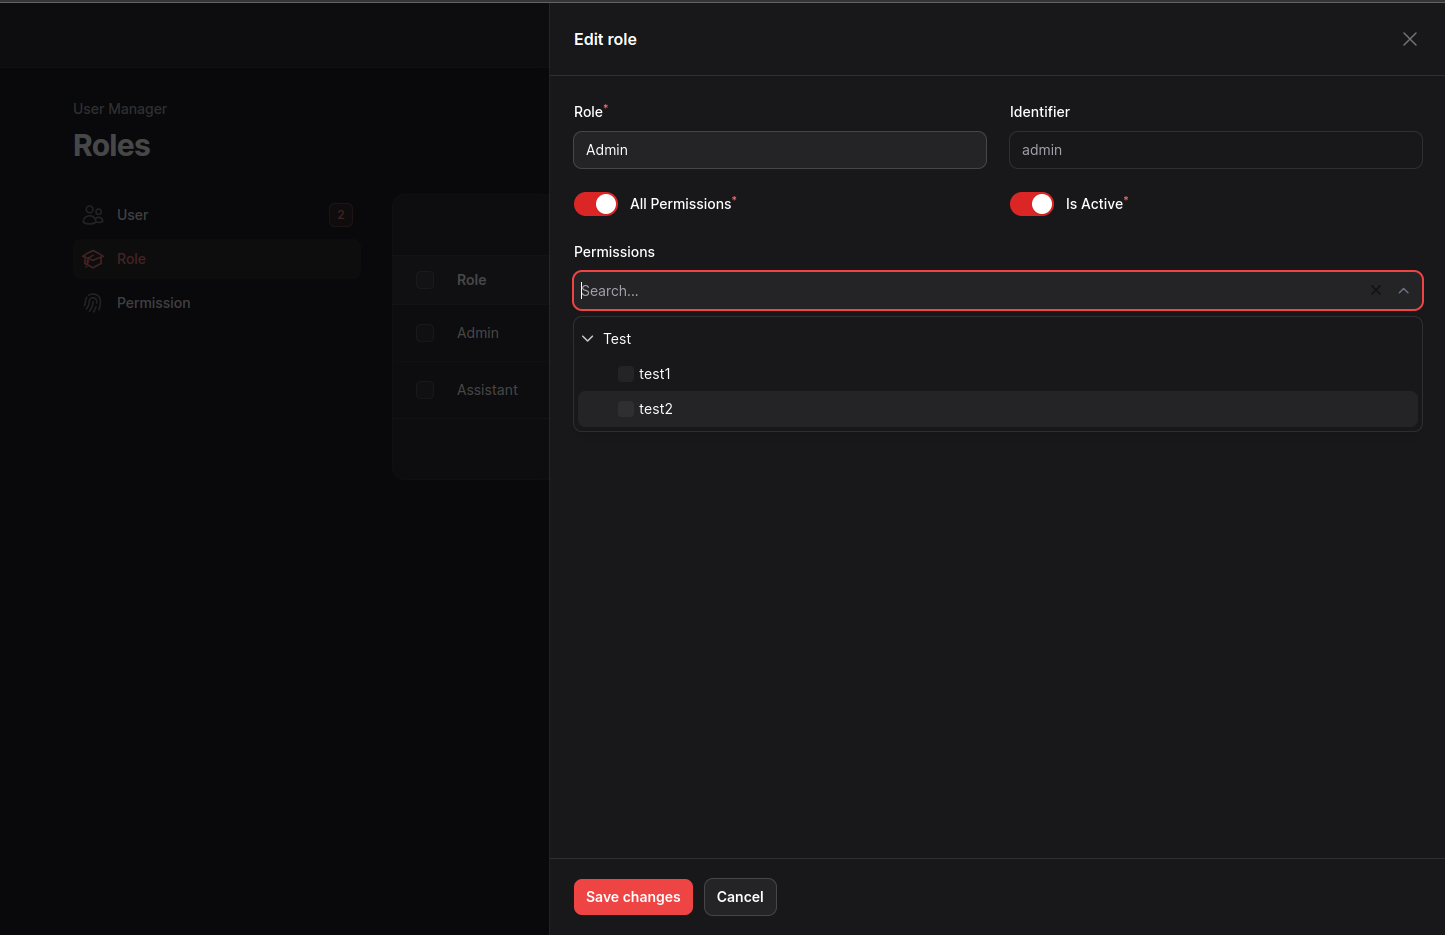 User Manager
Roles
User 2
Role
Permission
Role
Admin
Assistant
Edit role
Role*
Identifier
Admin
admin
All Permissions*
Is Active*
Permissions
Search...
Test
test1
test2
Save changes
Cancel